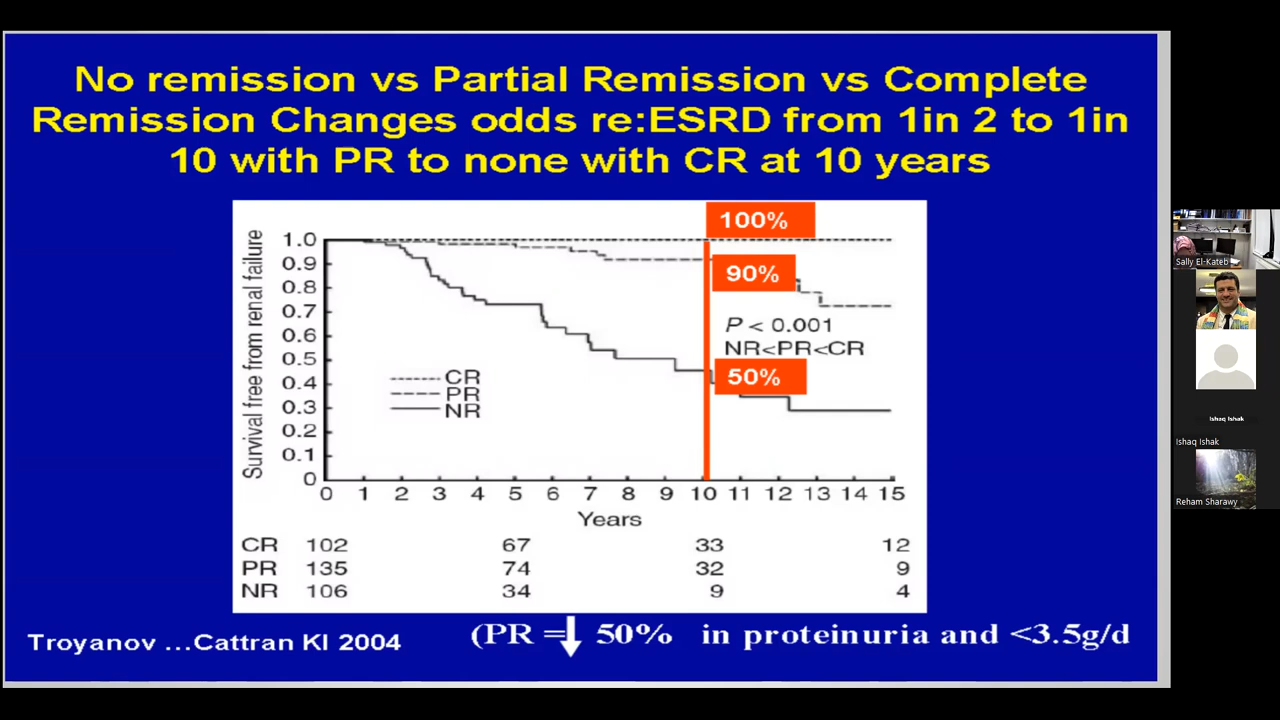 No remission vs Partial Remission vs Complete
Remission Changes odds re:ESRD from 1in 2 to 1in
10 with PR to none with CR at 10 years
100%
90%
50%
Survival free from renal failure
1.0
0.9
0.8
0.7
0.6
0.5
0.4
0.3
0.2
0.1
0
P < 0.001
NR<PR<CR
CR
PR
NR
0 1 2 3 4 5 6 7 8 9 10 11 12 13 14 15
Years
CR 102 67 33 12
PR 135 74 32 9
NR 106 34 9 4
Troyanov ...Cattran KI 2004
(PR =↓ 50% in proteinuria and <3.5g/d
Sally El-Kateb
Ishaq Ishak
Ishaq Ishak
Reham Sharawy